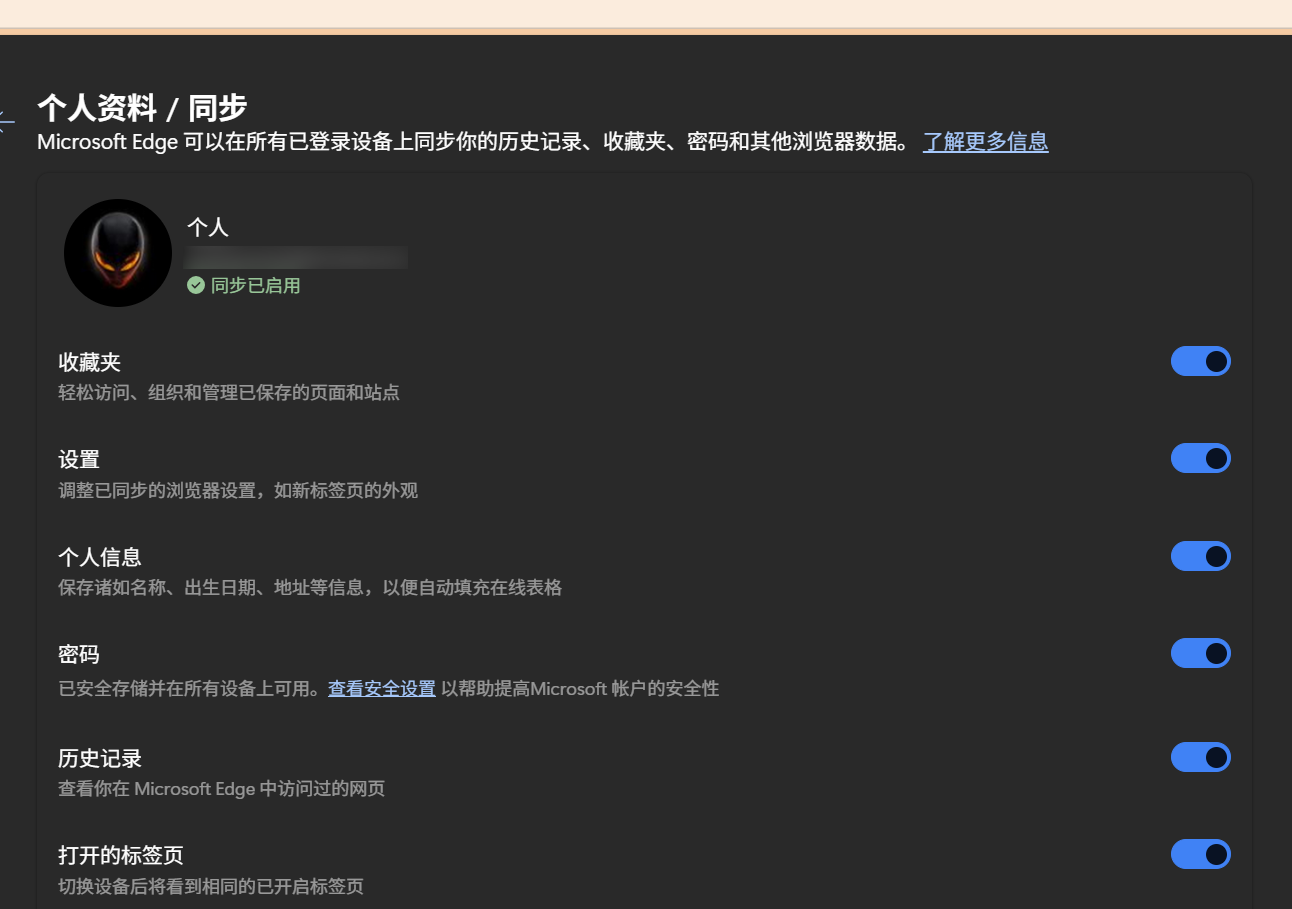 个人资料 / 同步
Microsoft Edge 可以在所有已登录设备上同步你的历史记录、收藏夹、密码和其他浏览器数据。 了解更多信息
个人
同步已启用
收藏夹
轻松访问、组织和管理已保存的页面和站点
设置
调整已同步的浏览器设置，如新标签页的外观
个人信息
保存诸如名称、出生日期、地址等信息，以便自动填充在线表格
密码
已安全存储并在所有设备上可用。查看安全设置 以帮助提高Microsoft 帐户的安全性
历史记录
查看你在 Microsoft Edge 中访问过的网页
打开的标签页
切换设备后将看到相同的已开启标签页